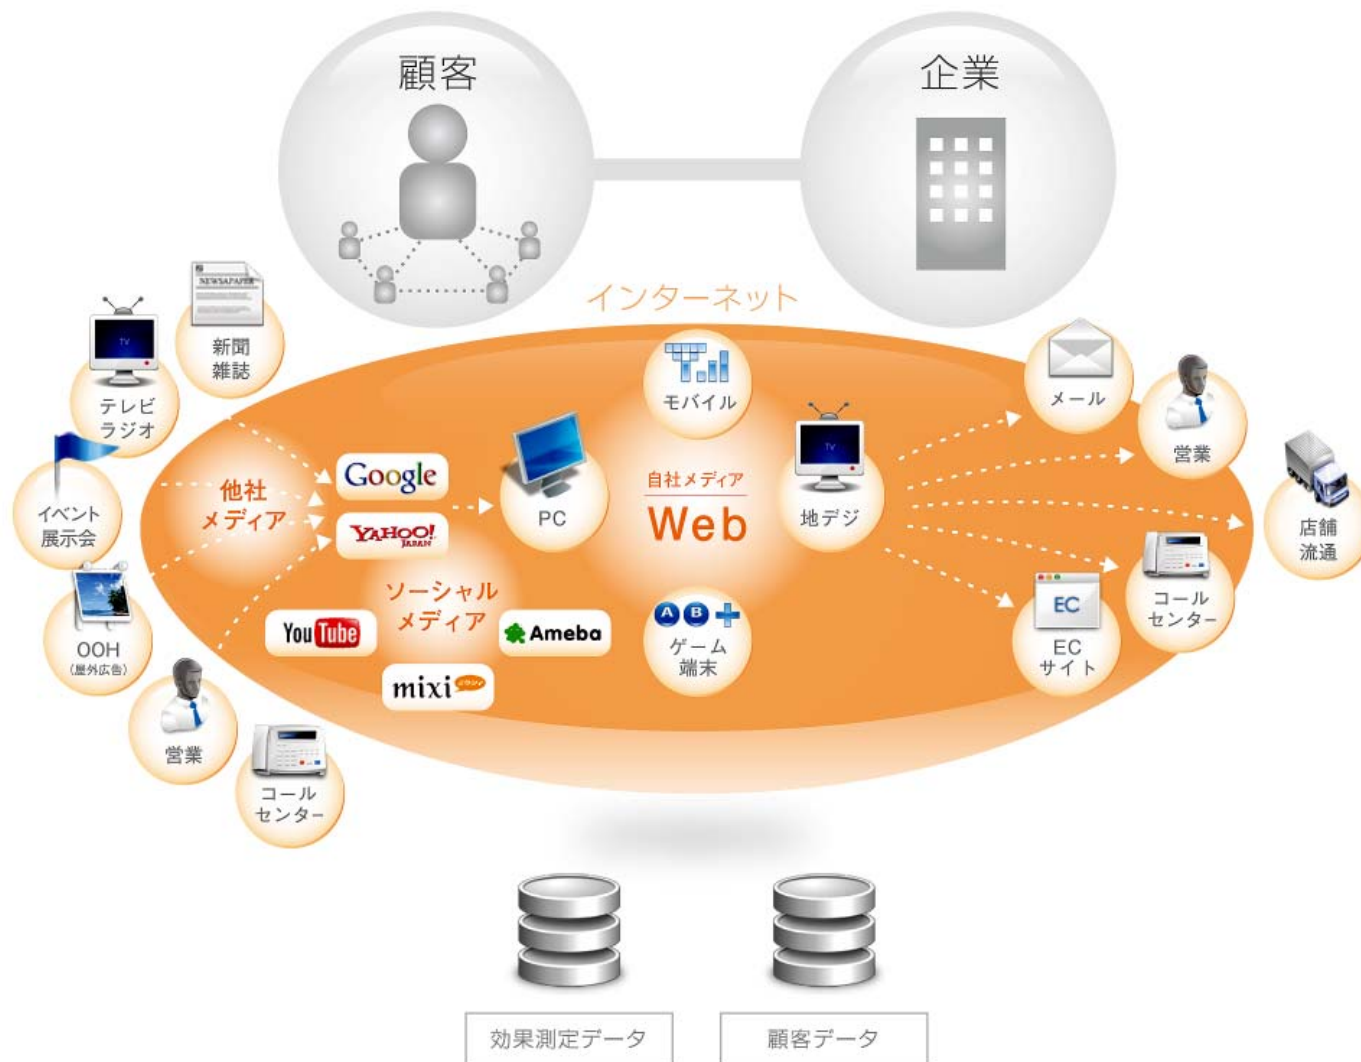 顧客
企業
インターネット
NEWSAPAPER
新聞
雑誌
TV
テレビ
ラジオ
イベント
展示会
OOH
(屋外広告)
営業
コール
センター
他社
メディア
Google
YAHOO!
JAPAN
ソーシャル
メディア
YouTube
Ameba
mixi
モバイル
PC
自社メディア
Web
TV
地デジ
A B
ゲーム
端末
メール
営業
店舗
流通
コール
センター
EC
EC
サイト
効果測定データ
顧客データ